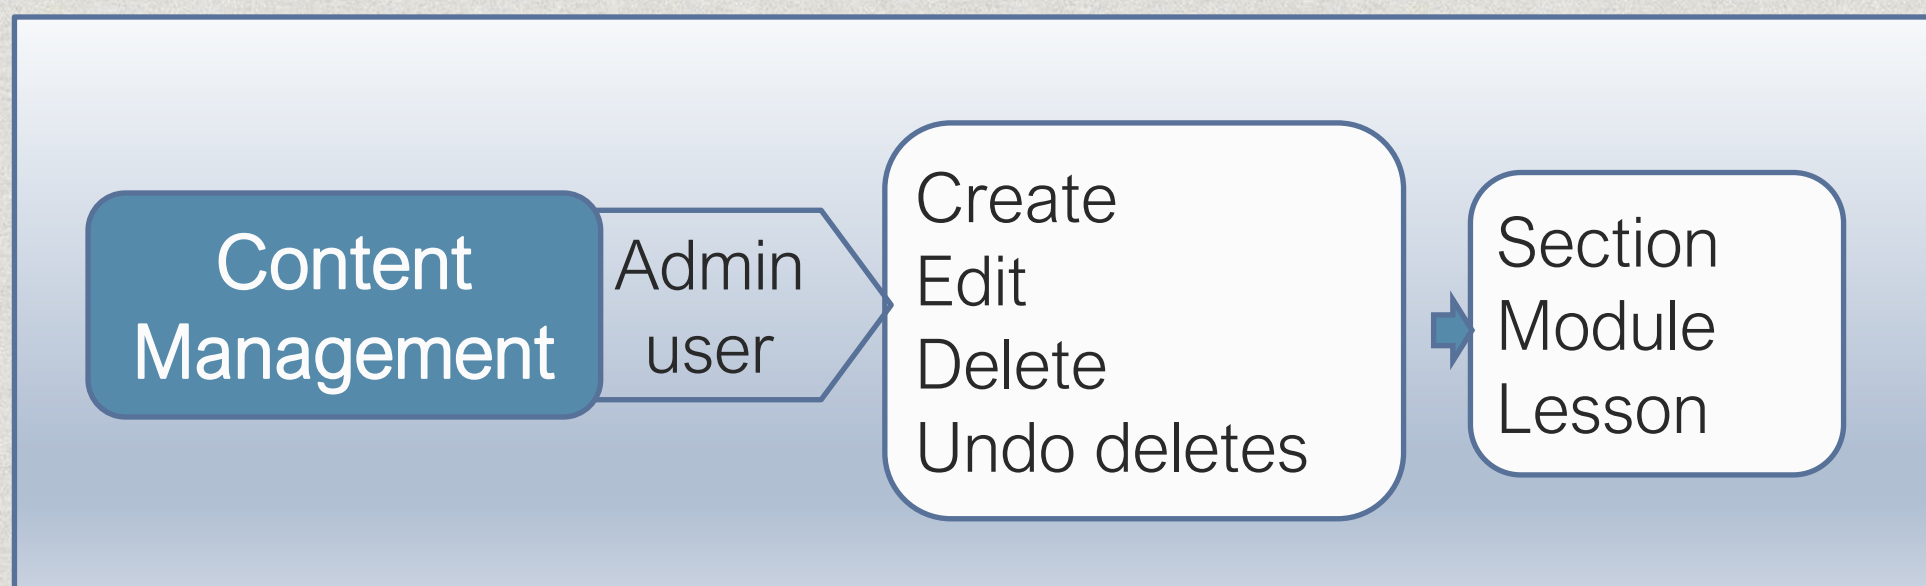 Content
Management
Admin
user
Create
Edit
Delete
Undo deletes
Section
Module
Lesson